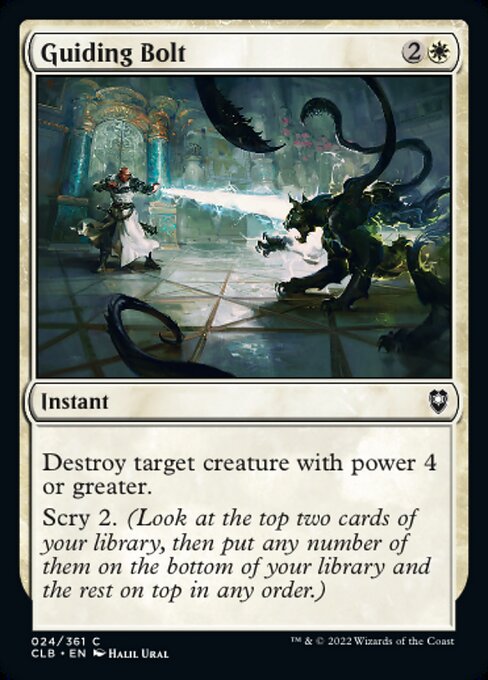 Guiding Bolt 2
Instant
Destroy target creature with power 4
or greater.
Scry 2. (Look at the top two cards of
your library, then put any number of
them on the bottom of your library and
the rest on top in any order.)
024/361 C
CLB • EN Halil Ural
™ & © 2022 Wizards of the Coast